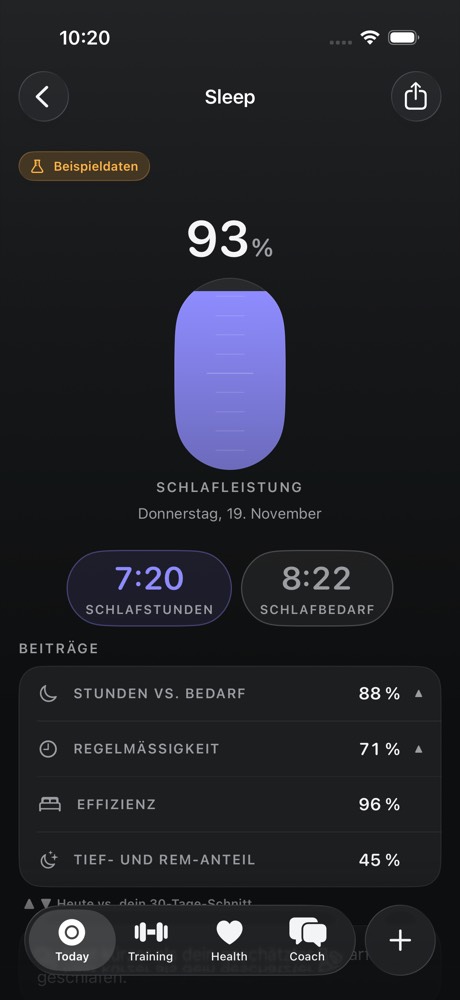 10:20
Sleep
Beispieldaten
93%
SCHLAFLEISTUNG
Donnerstag, 19. November
7:20
SCHLAFSTUNDEN
8:22
SCHLAFBEDARF
BEITRÄGE
STUNDEN VS. BEDARF 88 % ▲
REGELMÄSSIGKEIT 71 % ▲
EFFIZIENZ 96 %
TIEF- UND REM-ANTEIL 45 %
▲ ▼ Heute vs. dein 30-Tage-Schnitt
Today
Training
Health
Coach
geschlafen.